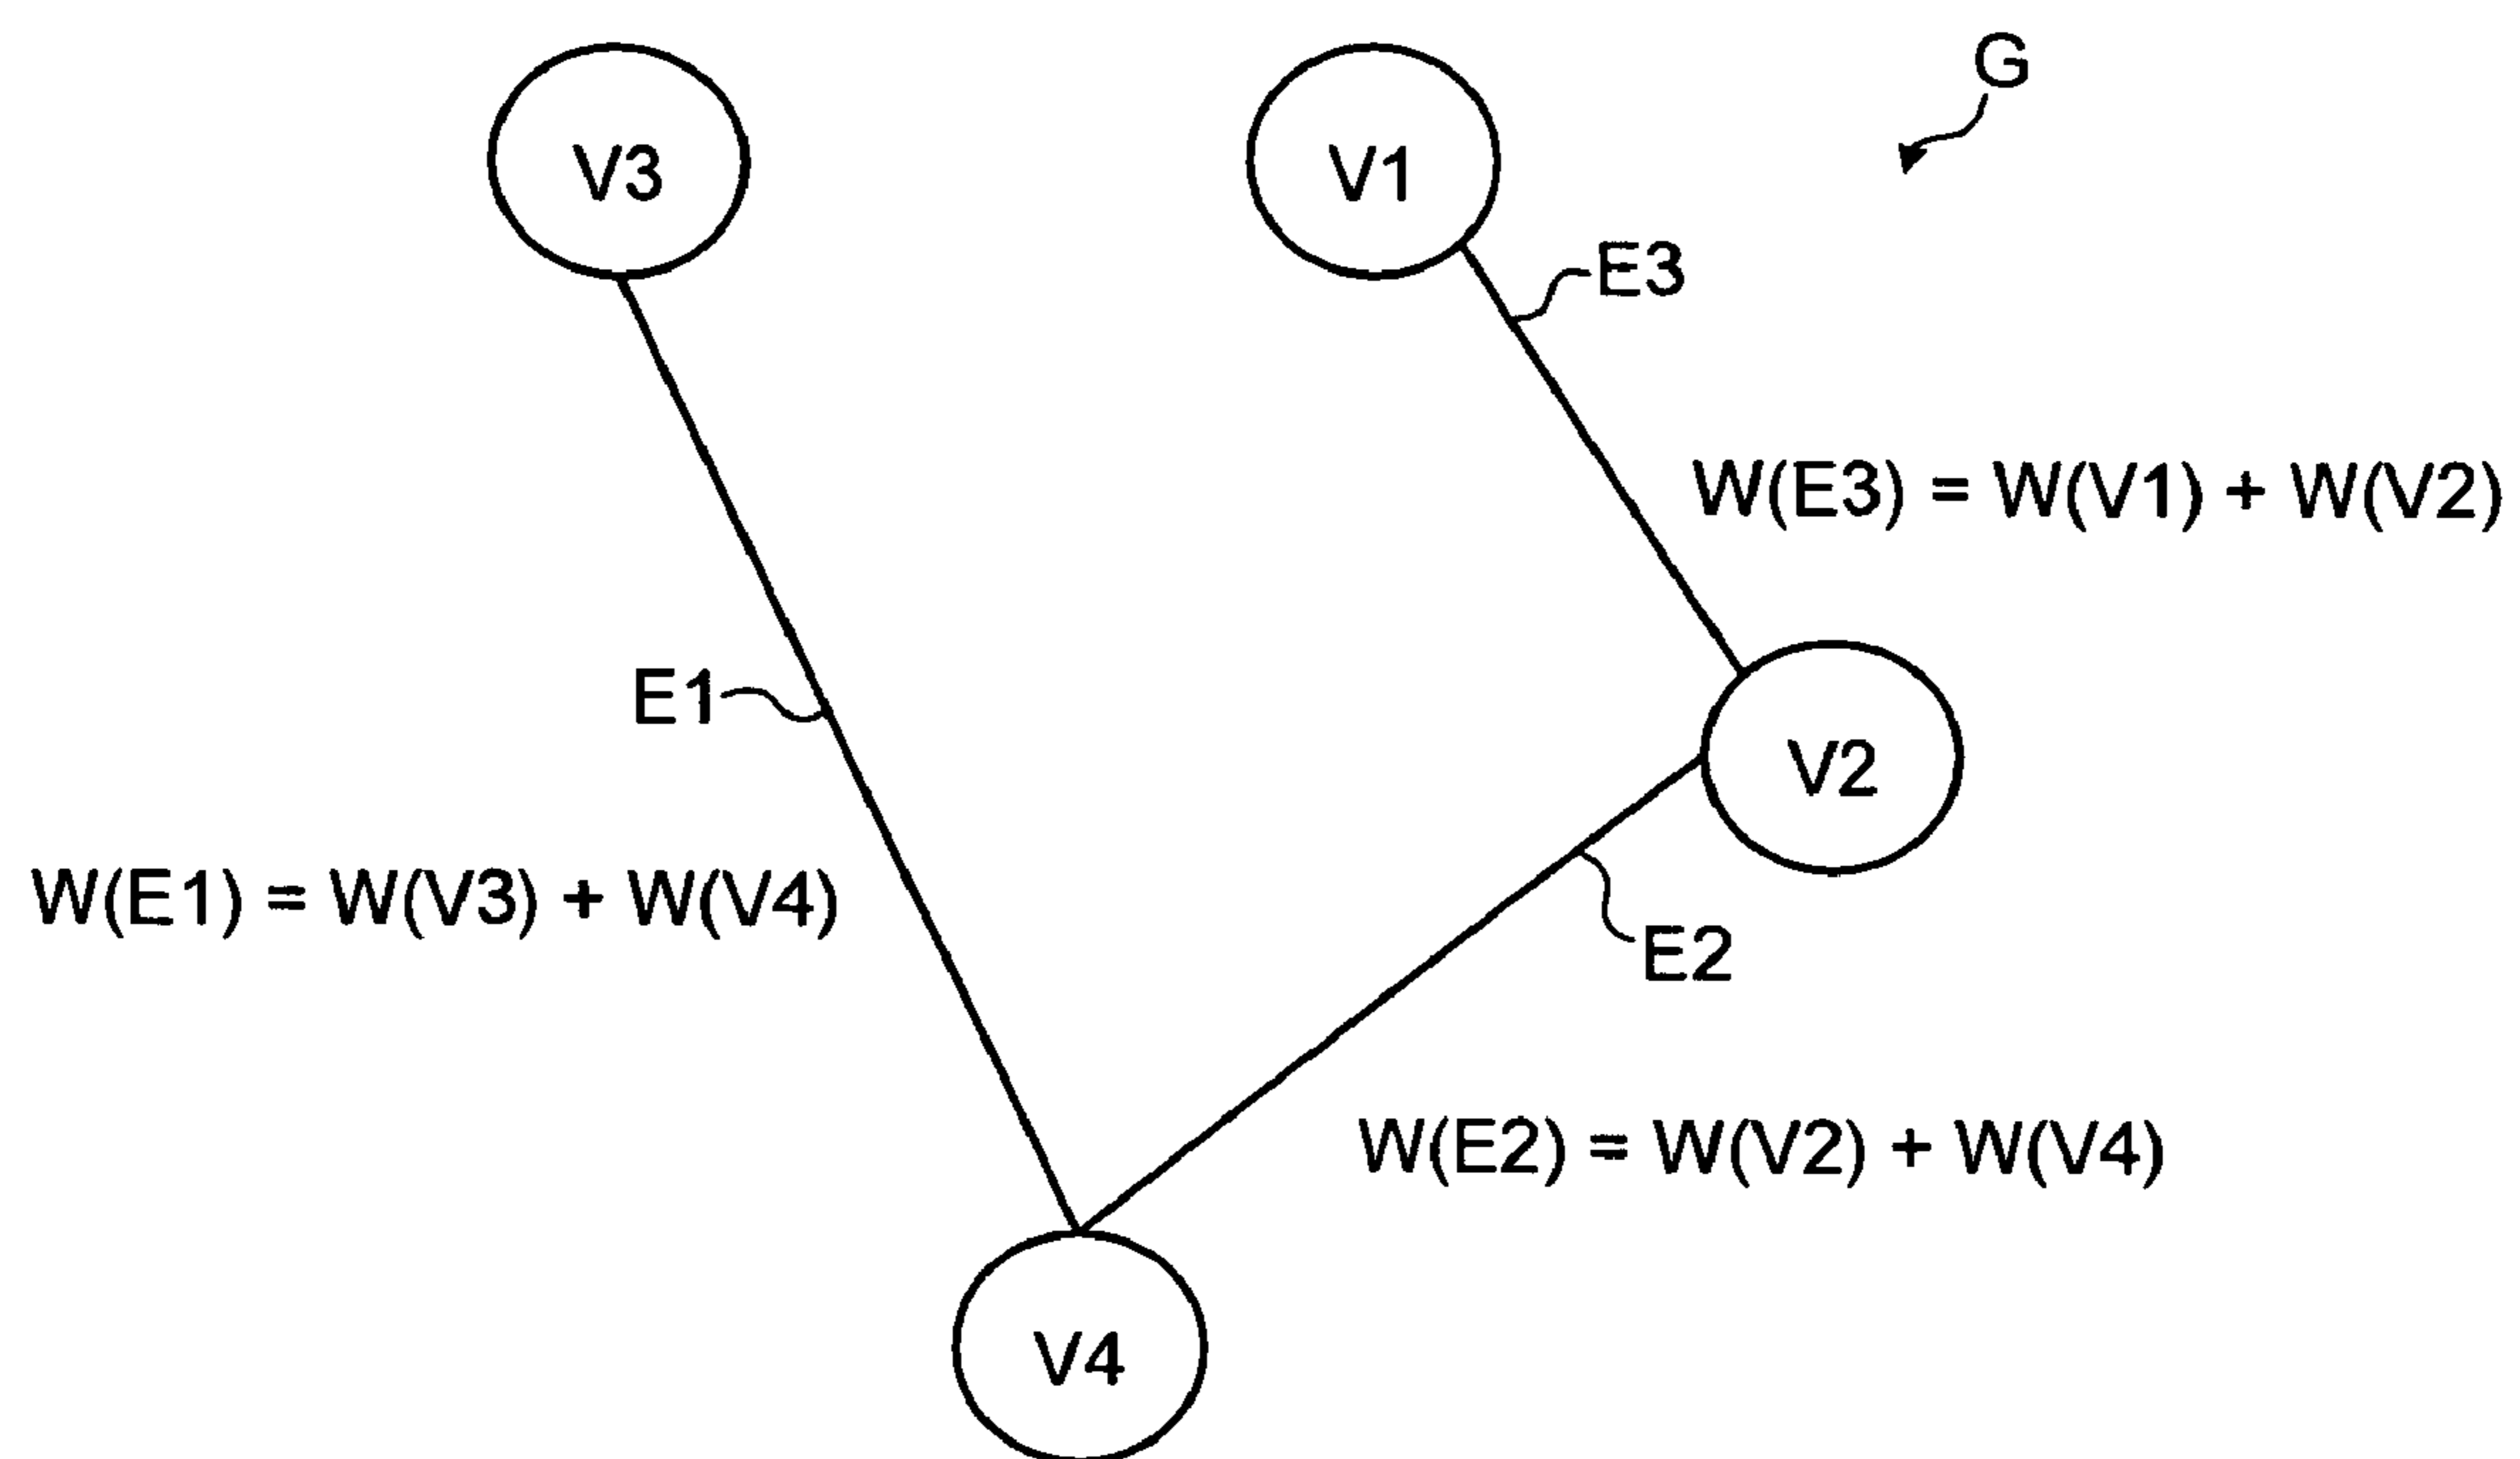 G
V3
V1
E3
W(E3) = W(V1) + W(V2)
E1
V2
W(E1) = W(V3) + W(V4)
E2
W(E2) = W(V2) + W(V4)
V4